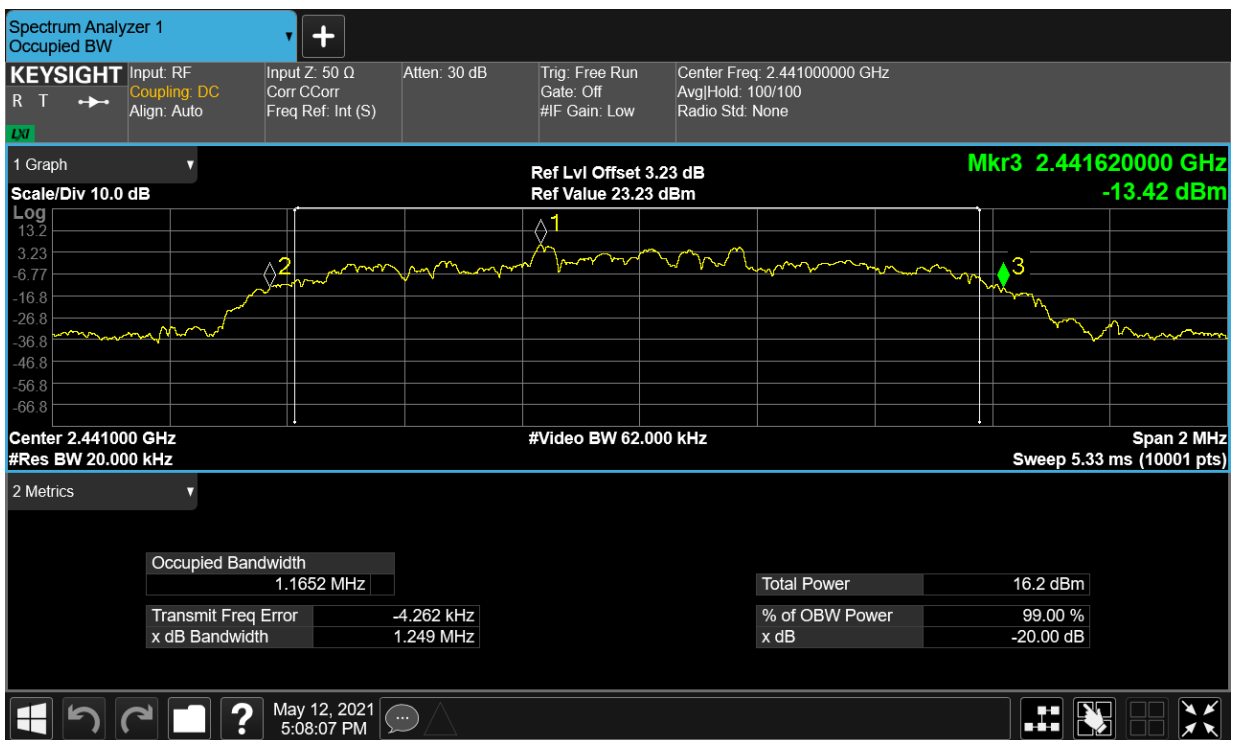 Spectrum Analyzer 1
Occupied BW
KEYSIGHT
R T
LXI
Input: RF
Coupling: DC
Align: Auto
Input Z: 50 Ω
Corr CCorr
Freq Ref: Int (S)
Atten: 30 dB
Trig: Free Run
Gate: Off
#IF Gain: Low
Center Freq: 2.441000000 GHz
Avg|Hold: 100/100
Radio Std: None
1 Graph
Scale/Div 10.0 dB
Ref Lvl Offset 3.23 dB
Ref Value 23.23 dBm
Mkr3 2.441620000 GHz
-13.42 dBm
Log
13.2
3.23
-6.77
-16.8
-26.8
-36.8
-46.8
-56.8
-66.8
1
2
3
Center 2.441000 GHz
#Video BW 62.000 kHz
Span 2 MHz
#Res BW 20.000 kHz
Sweep 5.33 ms (10001 pts)
2 Metrics
Occupied Bandwidth
1.1652 MHz
Total Power 16.2 dBm
Transmit Freq Error -4.262 kHz
% of OBW Power 99.00 %
x dB Bandwidth 1.249 MHz
x dB -20.00 dB
?
May 12, 2021
5:08:07 PM